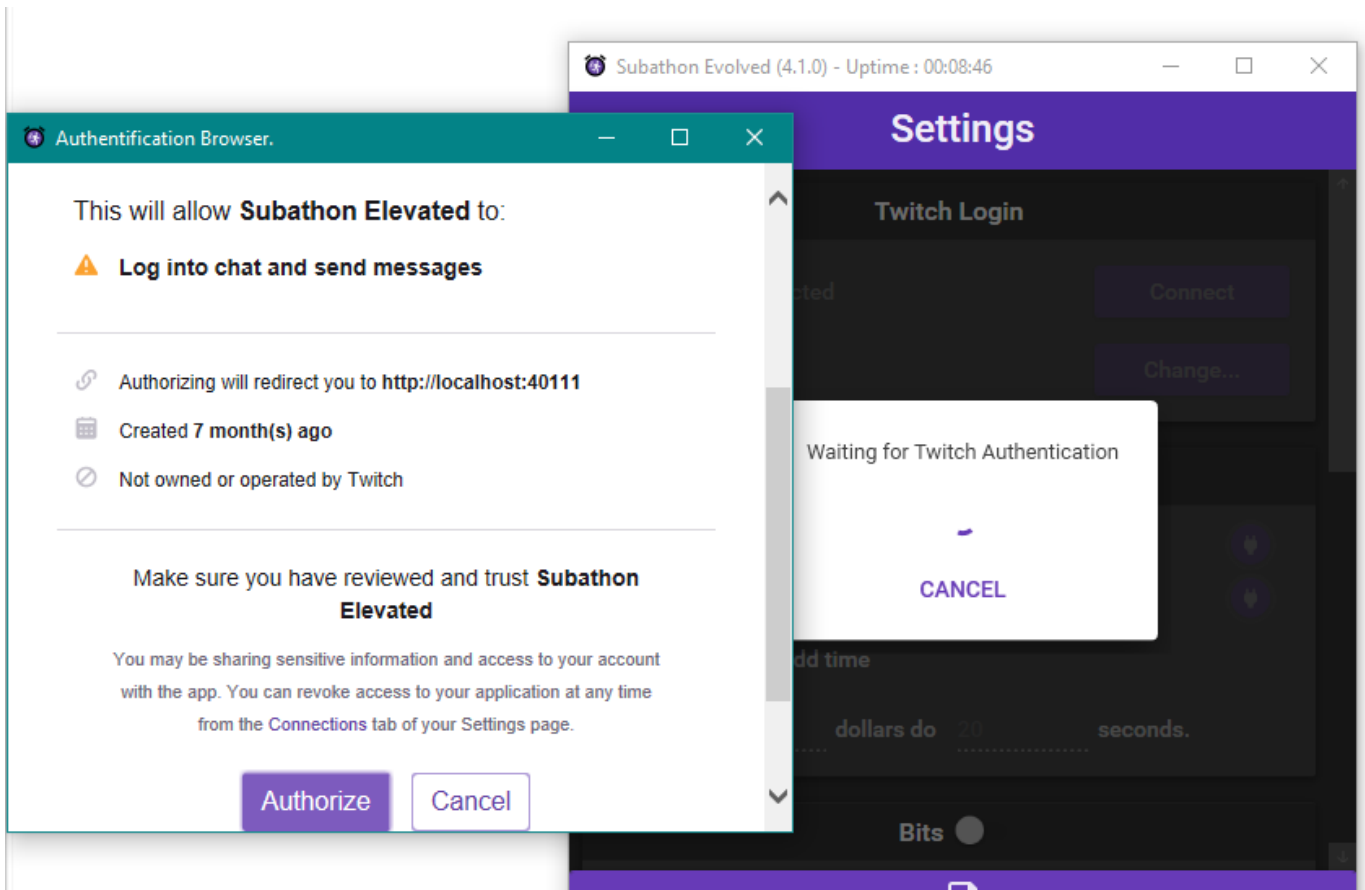 Subathon Evolved (4.1.0) - Uptime : 00:08:46
Settings
Authentification Browser.
This will allow Subathon Elevated to:
Log into chat and send messages
Authorizing will redirect you to http://localhost:40111
Created 7 month(s) ago
Not owned or operated by Twitch
Make sure you have reviewed and trust Subathon
Elevated
You may be sharing sensitive information and access to your account
with the app. You can revoke access to your application at any time
from the Connections tab of your Settings page.
Authorize
Cancel
Twitch Login
cted
Connect
Change...
Waiting for Twitch Authentication
CANCEL
dd time
dollars do 20 seconds.
Bits